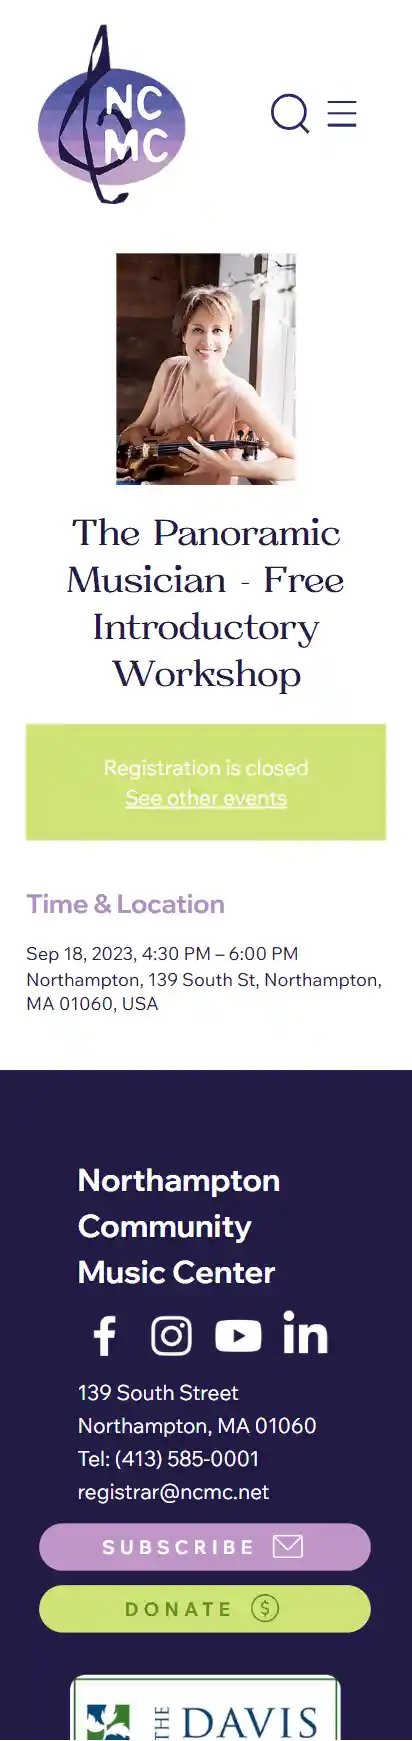 NC
MC
The Panoramic
Musician - Free
Introductory
Workshop
Registration is closed
See other events
Time & Location
Sep 18, 2023, 4:30 PM – 6:00 PM
Northampton, 139 South St, Northampton,
MA 01060, USA
Northampton
Community
Music Center
139 South Street
Northampton, MA 01060
Tel: (413) 585-0001
registrar@ncmc.net
SUBSCRIBE
DONATE
THE DAVIS